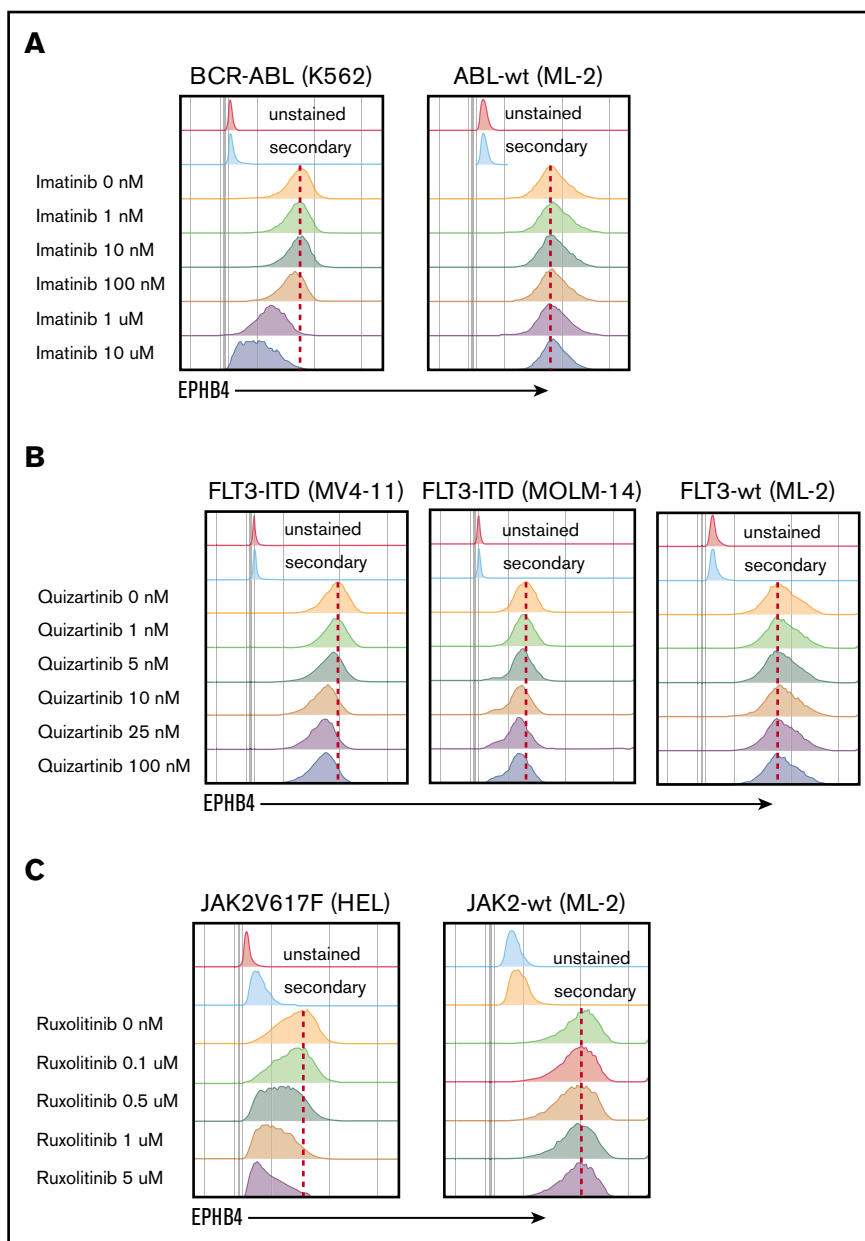 A
BCR-ABL (K562) ABL-wt (ML-2)
unstained unstained
secondary secondary
Imatinib 0 nM
Imatinib 1 nM
Imatinib 10 nM
Imatinib 100 nM
Imatinib 1 uM
Imatinib 10 uM
EPHB4
B
FLT3-ITD (MV4-11) FLT3-ITD (MOLM-14) FLT3-wt (ML-2)
unstained unstained unstained
secondary secondary secondary
Quizartinib 0 nM
Quizartinib 1 nM
Quizartinib 5 nM
Quizartinib 10 nM
Quizartinib 25 nM
Quizartinib 100 nM
EPHB4
C
JAK2V617F (HEL) JAK2-wt (ML-2)
unstained unstained
secondary secondary
Ruxolitinib 0 nM
Ruxolitinib 0.1 uM
Ruxolitinib 0.5 uM
Ruxolitinib 1 uM
Ruxolitinib 5 uM
EPHB4